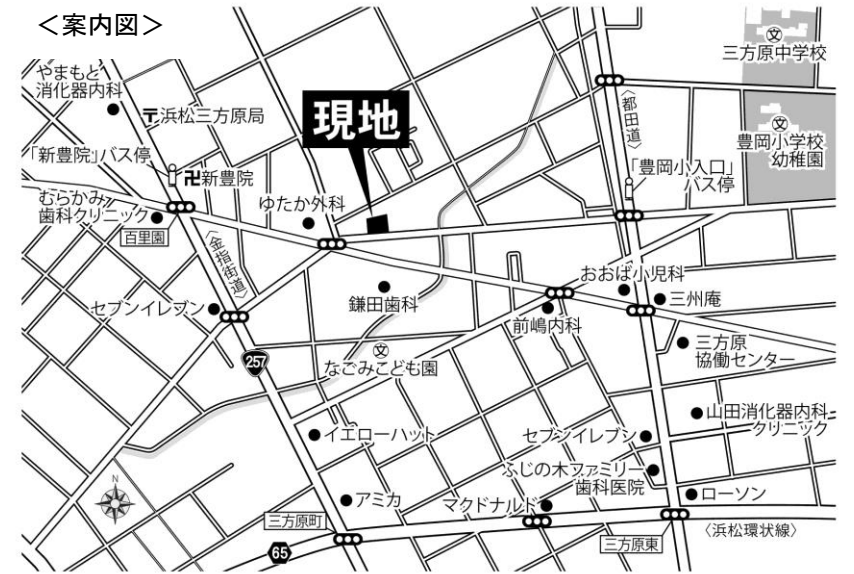 ＜案内図＞
三方原中学校
やまもと
消化器内科
〒浜松三方原局
現地
〈都田道〉
豊岡小学校
幼稚園
「新豊院」バス停
卍新豊院
「豊岡小入口」
バス停
むらかみ
歯科クリニック
ゆたか外科
百里園
〈金指街道〉
おおば小児科
セブンイレブン
鎌田歯科
三州庵
前嶋内科
257
なごみこども園
三方原
協働センター
イエローハット
セブンイレブン
山田消化器内科
クリニック
ふじの木ファミリー
歯科医院
アミカ
マクドナルド
ローソン
三方原町
65
三方原東
〈浜松環状線〉
N
文
文
文